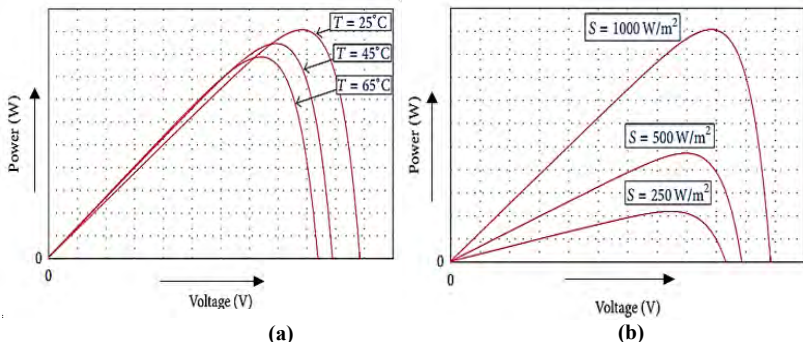 T = 25°C
T = 45°C
T = 65°C
Power (W)
0
0
Voltage (V)
(a)
S = 1000 W/m²
S = 500 W/m²
S = 250 W/m²
Power (W)
0
0
Voltage (V)
(b)